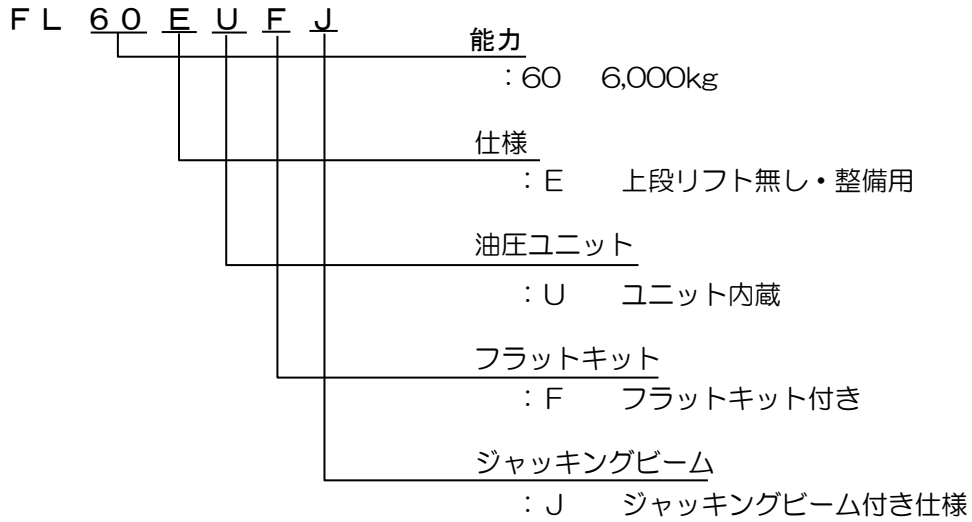 ＦＬ ６０ Ｅ Ｕ Ｆ Ｊ
能力
：60　6,000kg
仕様
：Ｅ　上段リフト無し・整備用
油圧ユニット
：Ｕ　ユニット内蔵
フラットキット
：Ｆ　フラットキット付き
ジャッキングビーム
：Ｊ　ジャッキングビーム付き仕様